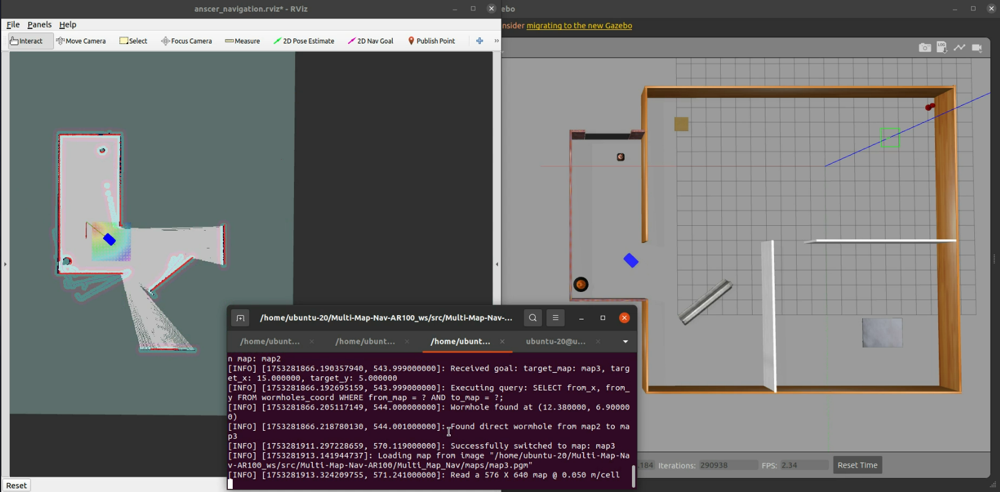 anscer_navigation.rviz* - RViz
ebo
File Panels Help
nsider migrating to the new Gazebo
Interact Move Camera Select Focus Camera Measure 2D Pose Estimate 2D Nav Goal Publish Point »
LOG
/home/ubuntu-20/Multi-Map-Nav-AR100_ws/src/Multi-Map-Nav-...
/home/ubunt... /home/ubunt... /home/ubunt... ubuntu-20@u...
n map: map2
[INFO] [1753281866.190357940, 543.999000000]: Received goal: target_map: map3, targ
et_x: 15.000000, target_y: 5.000000
[INFO] [1753281866.192695159, 543.999000000]: Executing query: SELECT from_x, from_
y FROM wormholes_coord WHERE from_map = ? AND to_map = ?;
[INFO] [1753281866.205117149, 544.000000000]: Wormhole found at (12.380000, 6.90000
0)
[INFO] [1753281866.218780130, 544.001000000]: Found direct wormhole from map2 to ma
p3
[INFO] [1753281911.297228659, 570.119000000]: Successfully switched to map: map3
[INFO] [1753281913.141944737]: Loading map from image "/home/ubuntu-20/Multi-Map-Na
v-AR100_ws/src/Multi-Map-Nav-AR100/Multi_Map_Nav/maps/map3.pgm"
[INFO] [1753281913.324209755, 571.241000000]: Read a 576 X 640 map @ 0.050 m/cell
.184 Iterations: 290938 FPS: 2.34 Reset Time
Reset